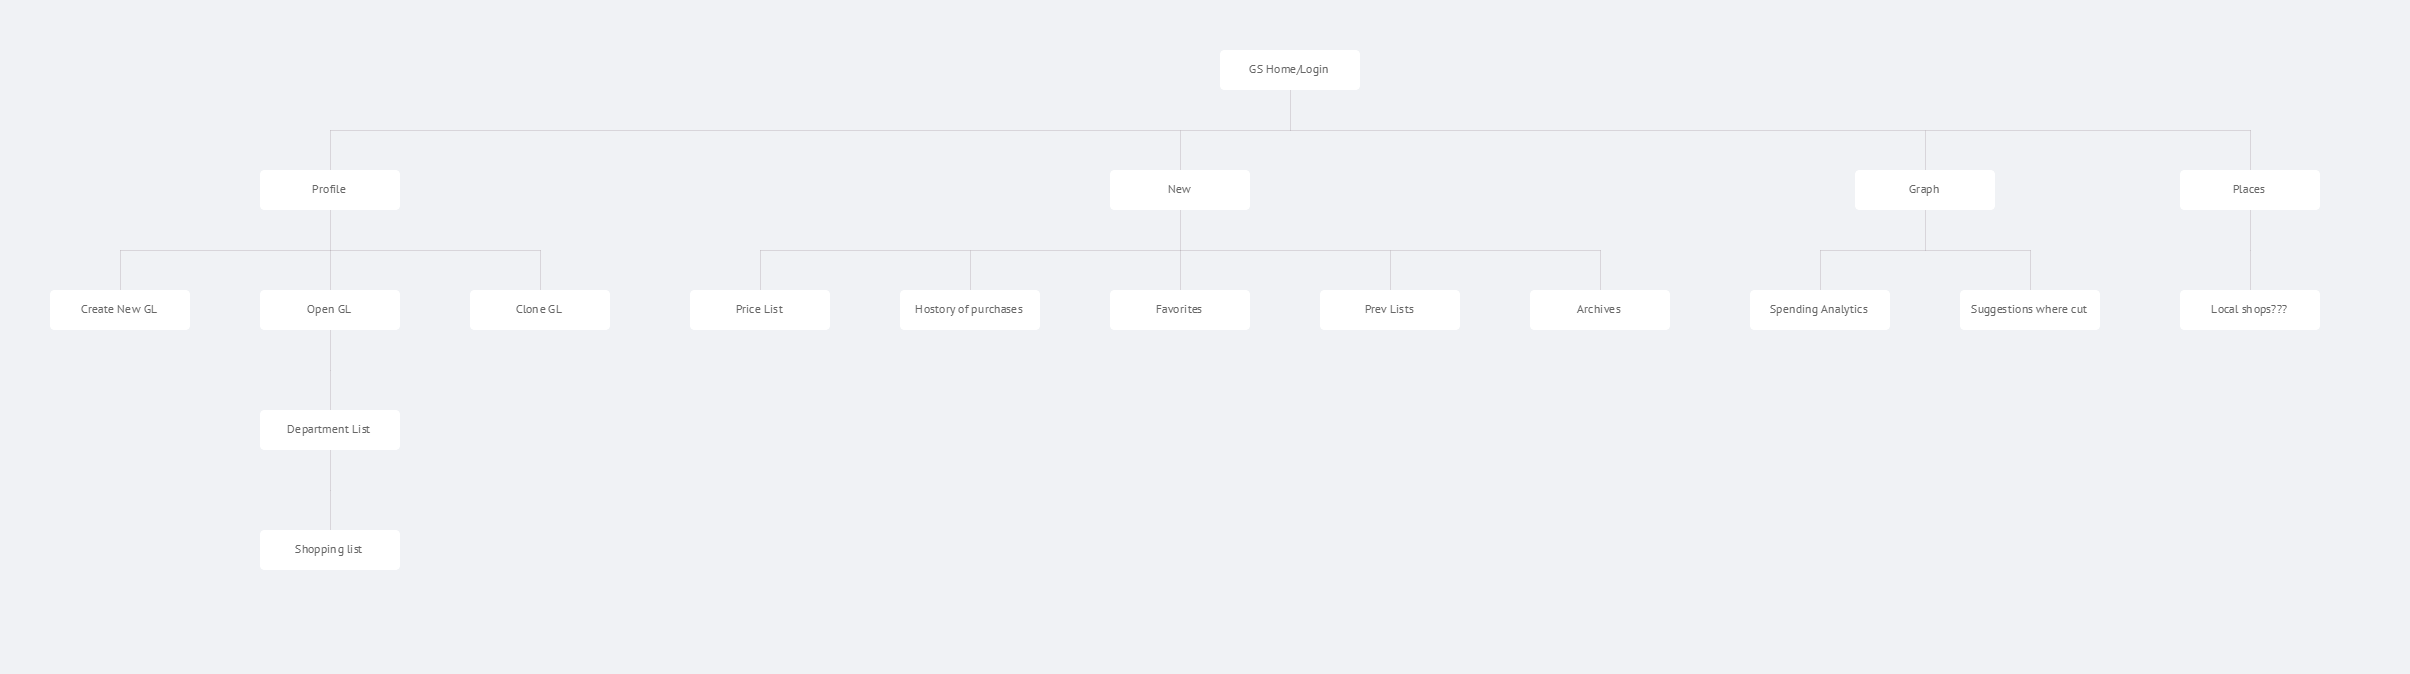 GS Home/Login
Profile
New
Graph
Places
Create New GL
Open GL
Clone GL
Price List
Hostory of purchases
Favorites
Prev Lists
Archives
Spending Analytics
Suggestions where cut
Local shops???
Department List
Shopping list